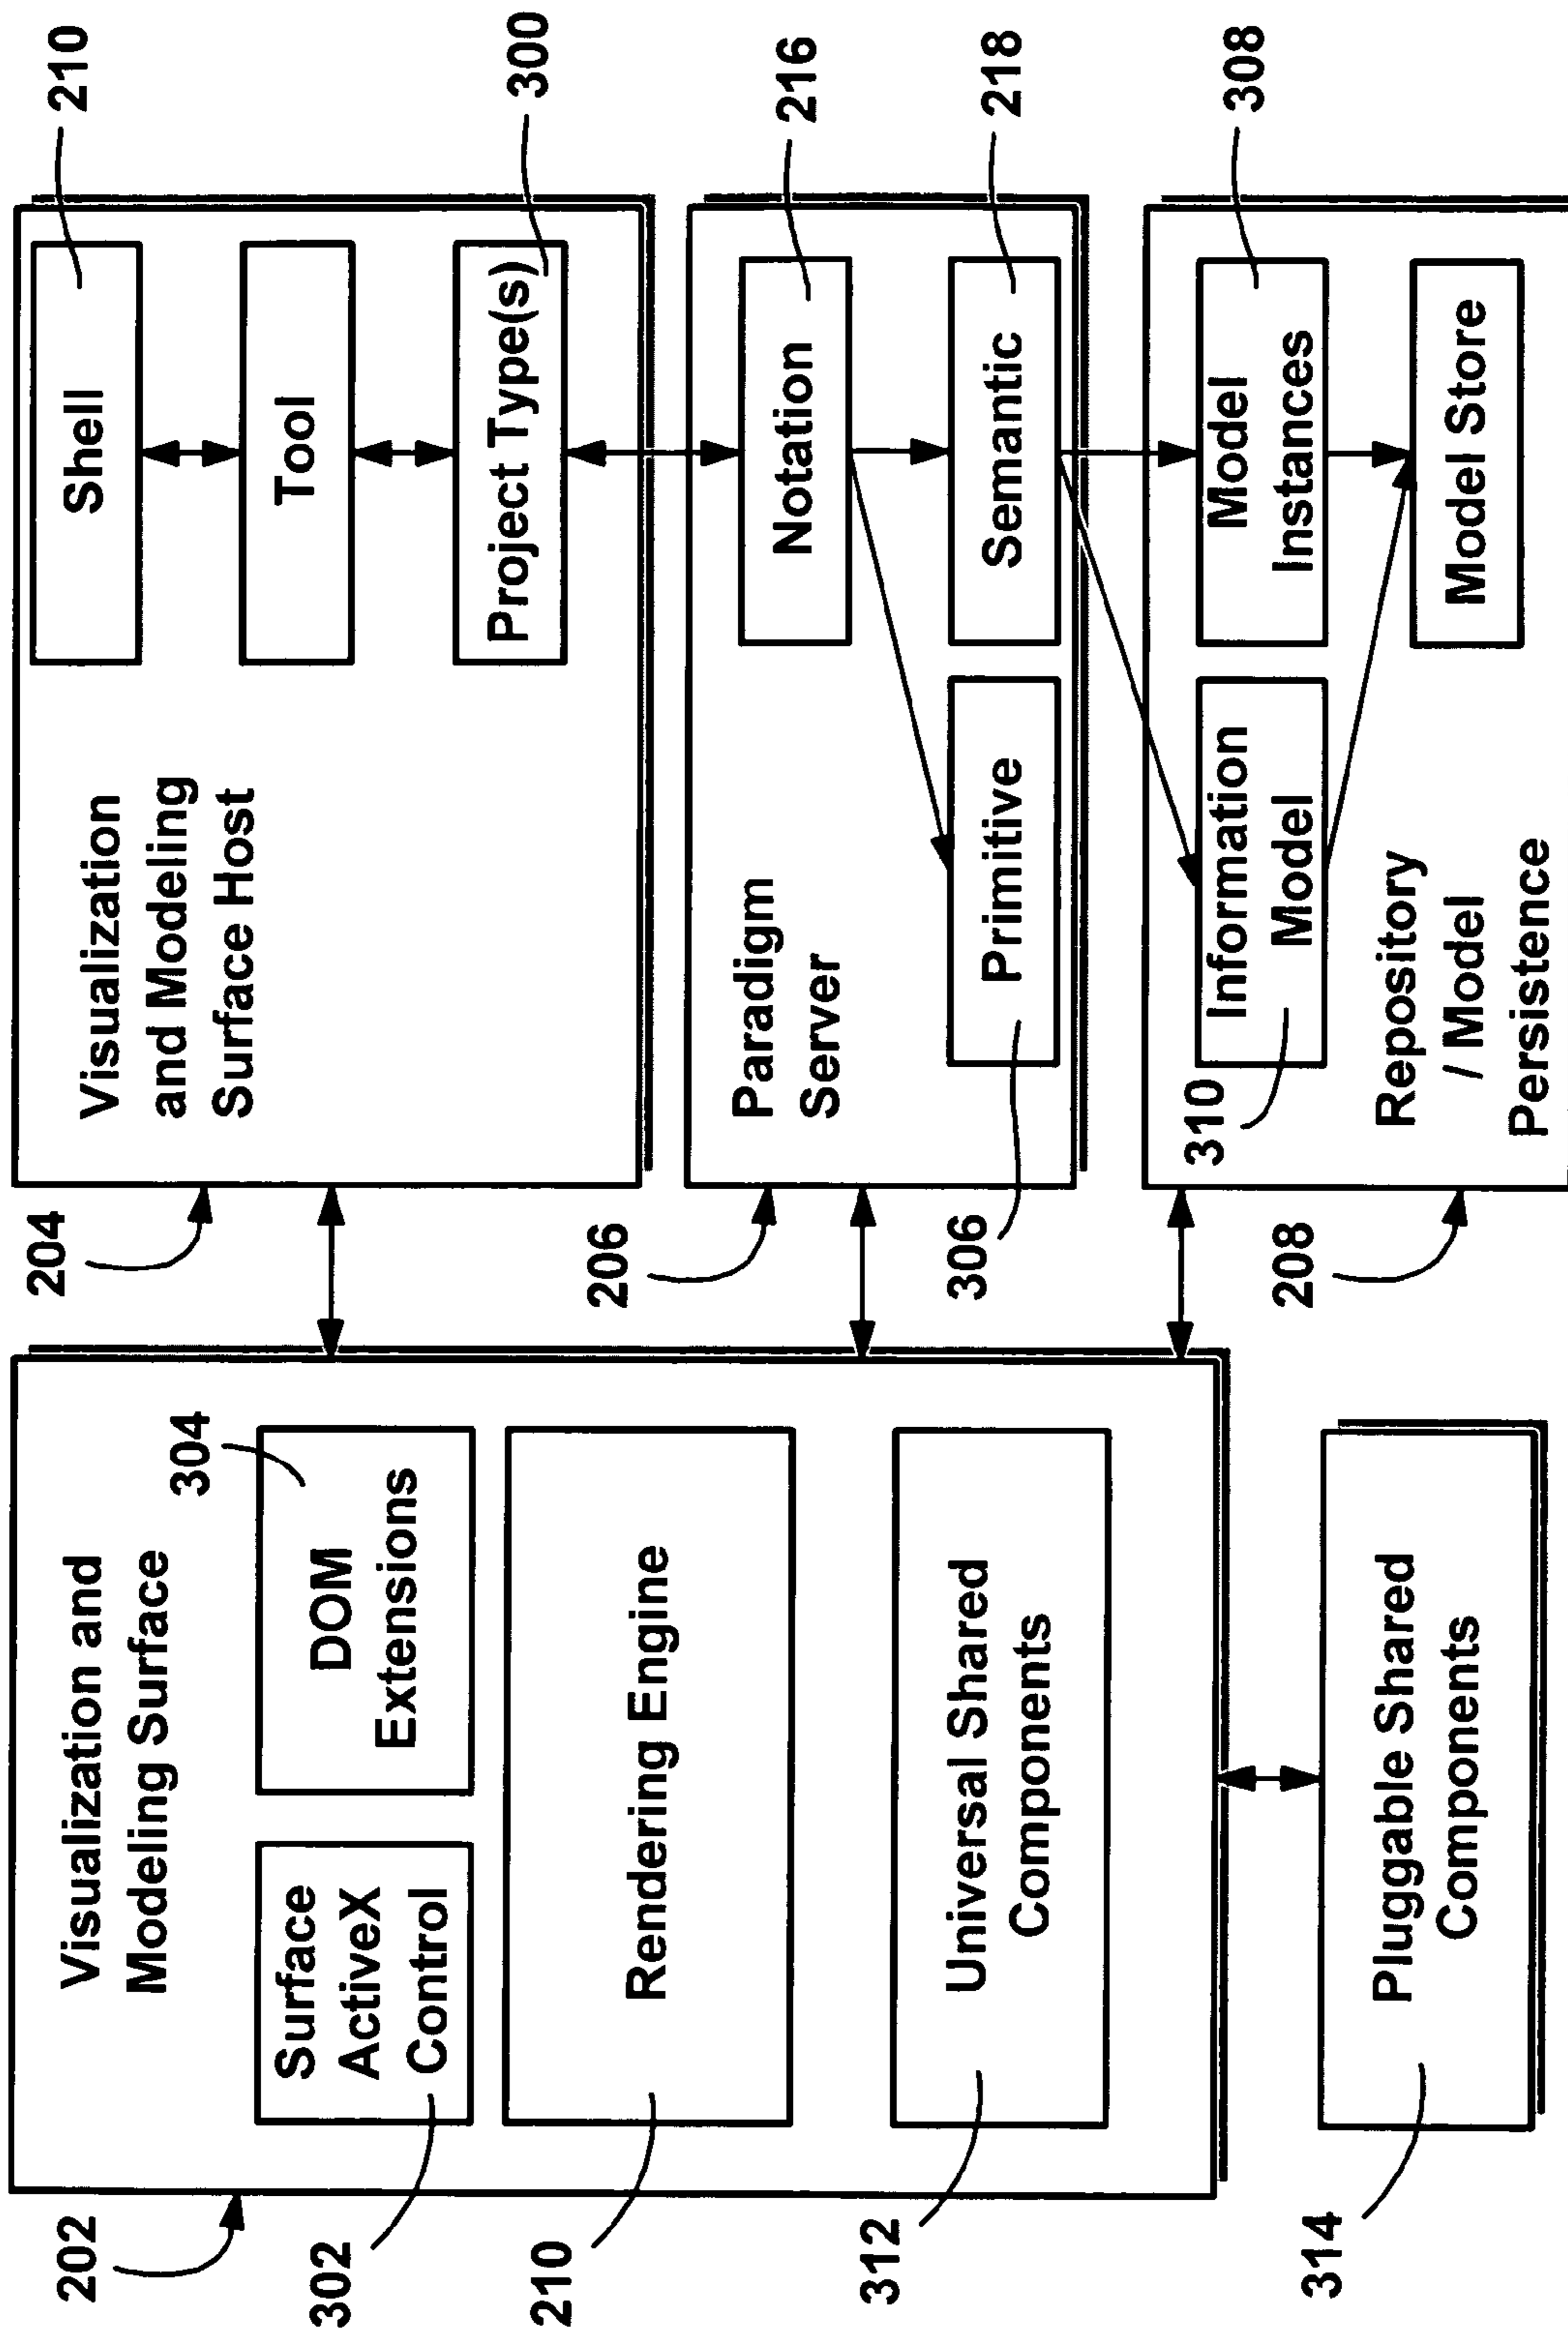 202
Visualization and
Modeling Surface
302
Surface
ActiveX
Control
304
DOM
Extensions
210
Rendering Engine
312
Universal Shared
Components
314
Pluggable Shared
Components
204
Visualization
and Modeling
Surface Host
210
Shell
Tool
300
Project Type(s)
206
Paradigm
Server
216
Notation
218
Semantic
306
Primitive
208
310
Information
Model
308
Model
Instances
Model Store
Repository
/ Model
Persistence